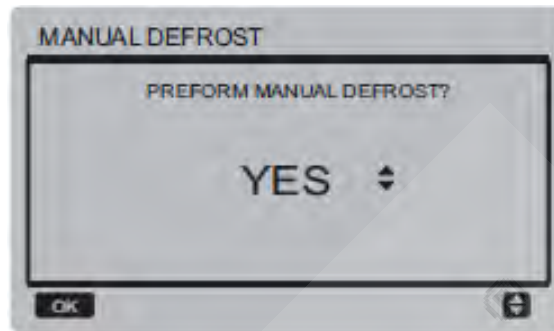 MANUAL DEFROST
PREFORM MANUAL DEFROST?
YES
OK